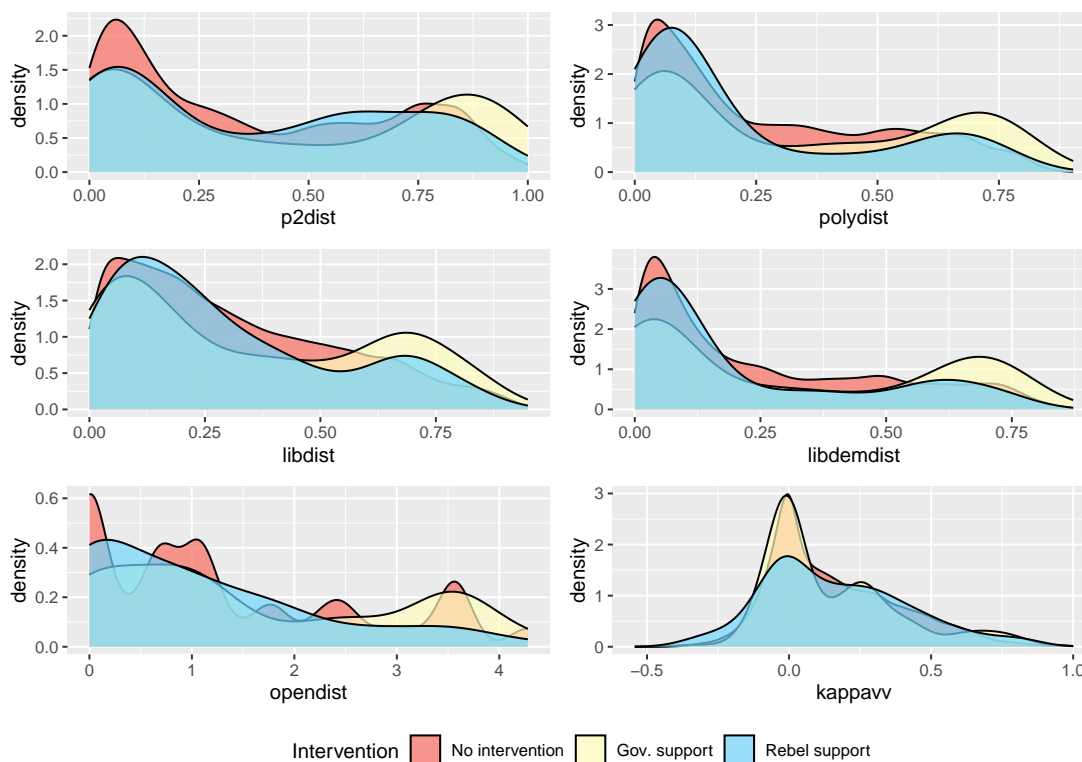 density
2.0
1.5
1.0
0.5
0.0
0.00 0.25 0.50 0.75 1.00
p2dist
density
3
2
1
0
0.00 0.25 0.50 0.75
polydist
density
2.0
1.5
1.0
0.5
0.0
0.00 0.25 0.50 0.75
libdist
density
3
2
1
0
0.00 0.25 0.50 0.75
libdemdist
density
0.6
0.4
0.2
0.0
0 1 2 3 4
opendist
density
3
2
1
0
−0.5 0.0 0.5 1.0
kappavv
Intervention No intervention Gov. support Rebel support